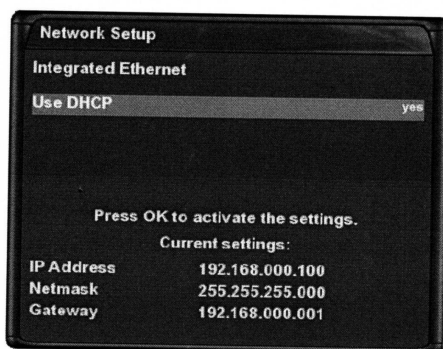 Network Setup
Integrated Ethernet
Use DHCP yes
Press OK to activate the settings.
Current settings:
IP Address 192.168.000.100
Netmask 255.255.255.000
Gateway 192.168.000.001